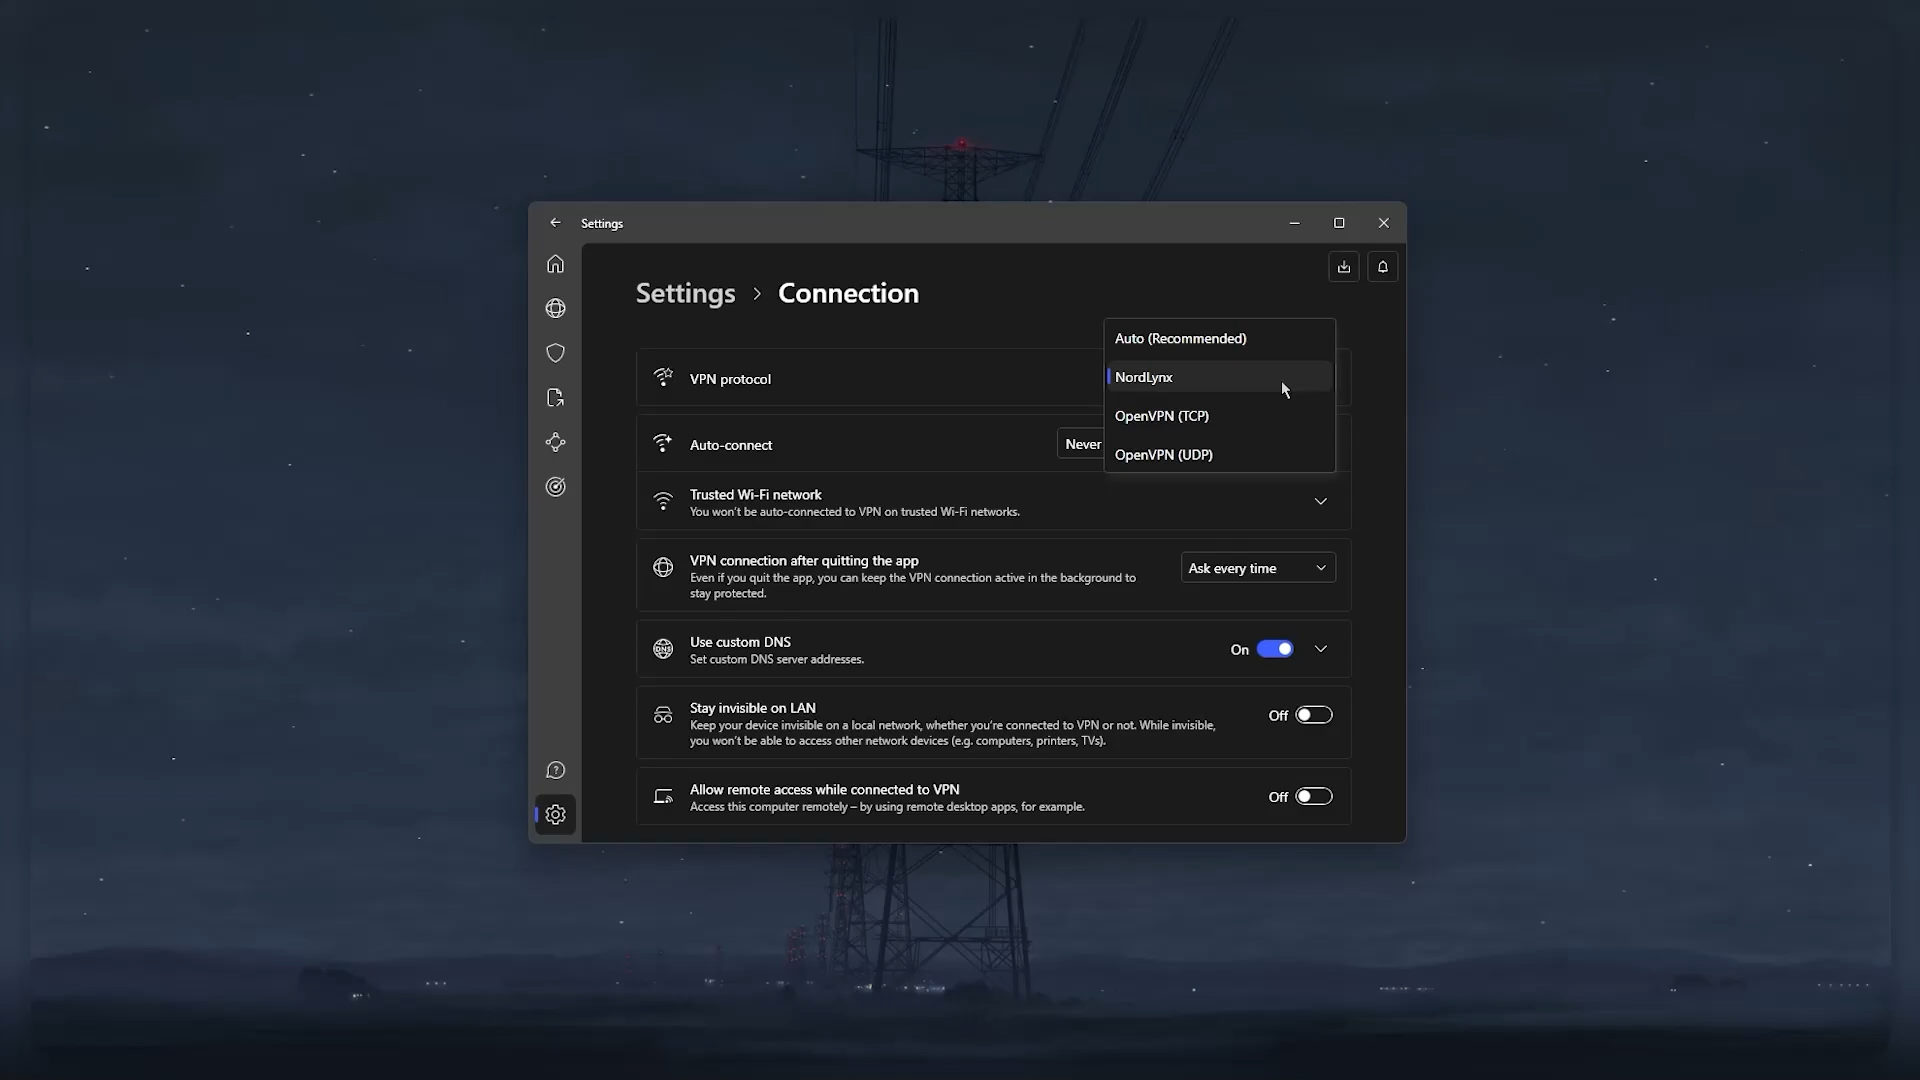 Settings
Settings > Connection
Auto (Recommended)
VPN protocol
NordLynx
OpenVPN (TCP)
Auto-connect
Never
OpenVPN (UDP)
Trusted Wi-Fi network
You won't be auto-connected to VPN on trusted Wi-Fi networks.
VPN connection after quitting the app
Even if you quit the app, you can keep the VPN connection active in the background to
stay protected.
Ask every time
DNS
Use custom DNS
Set custom DNS server addresses.
On
Stay invisible on LAN
Keep your device invisible on a local network, whether you're connected to VPN or not. While invisible,
you won't be able to access other network devices (e.g. computers, printers, TVs).
Off
Allow remote access while connected to VPN
Access this computer remotely – by using remote desktop apps, for example.
Off